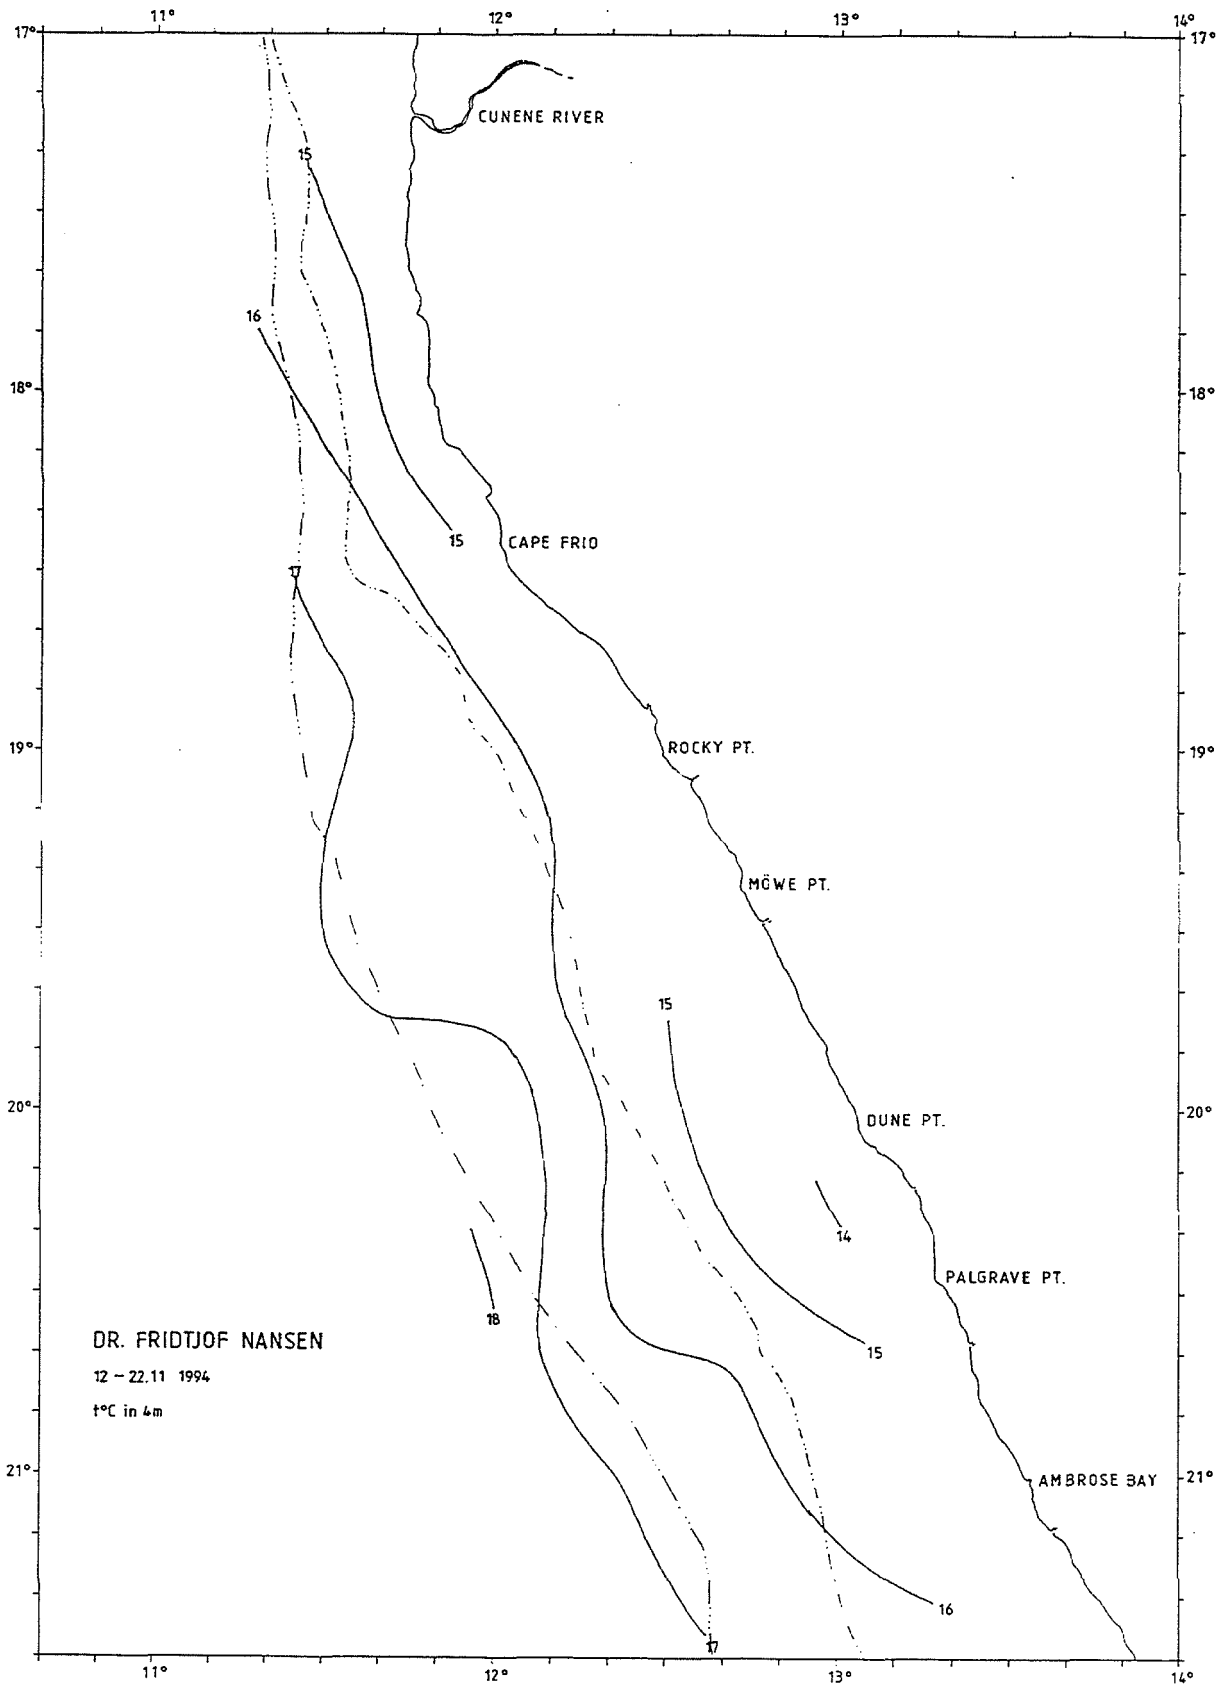 11° 12° 13° 14°
17° 17°
CUNENE RIVER
15
16
18° 18°
15 CAPE FRIO
17
19° ROCKY PT. 19°
MÖWE PT.
15
20° DUNE PT. 20°
14
PALGRAVE PT.
18
15
DR. FRIDTJOF NANSEN
12 - 22.11 1994
t°C in 4m
21° AMBROSE BAY 21°
16
17
11° 12° 13° 14°